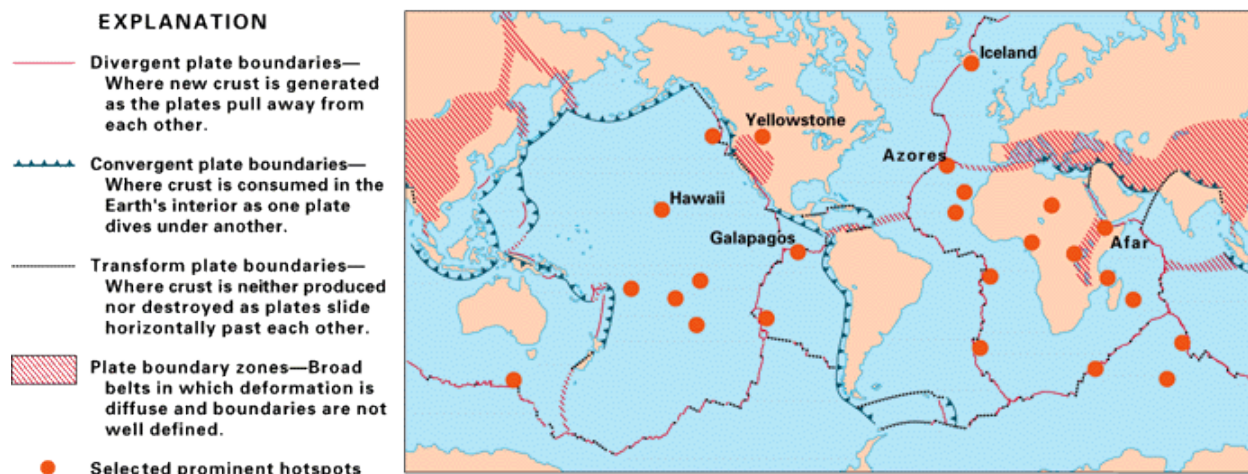 EXPLANATION
Divergent plate boundaries—
Where new crust is generated
as the plates pull away from
each other.
Convergent plate boundaries—
Where crust is consumed in the
Earth's interior as one plate
dives under another.
Transform plate boundaries—
Where crust is neither produced
nor destroyed as plates slide
horizontally past each other.
Plate boundary zones—Broad
belts in which deformation is
diffuse and boundaries are not
well defined.
Selected prominent hotspots
Iceland
Yellowstone
Azores
Hawaii
Galapagos
Afar